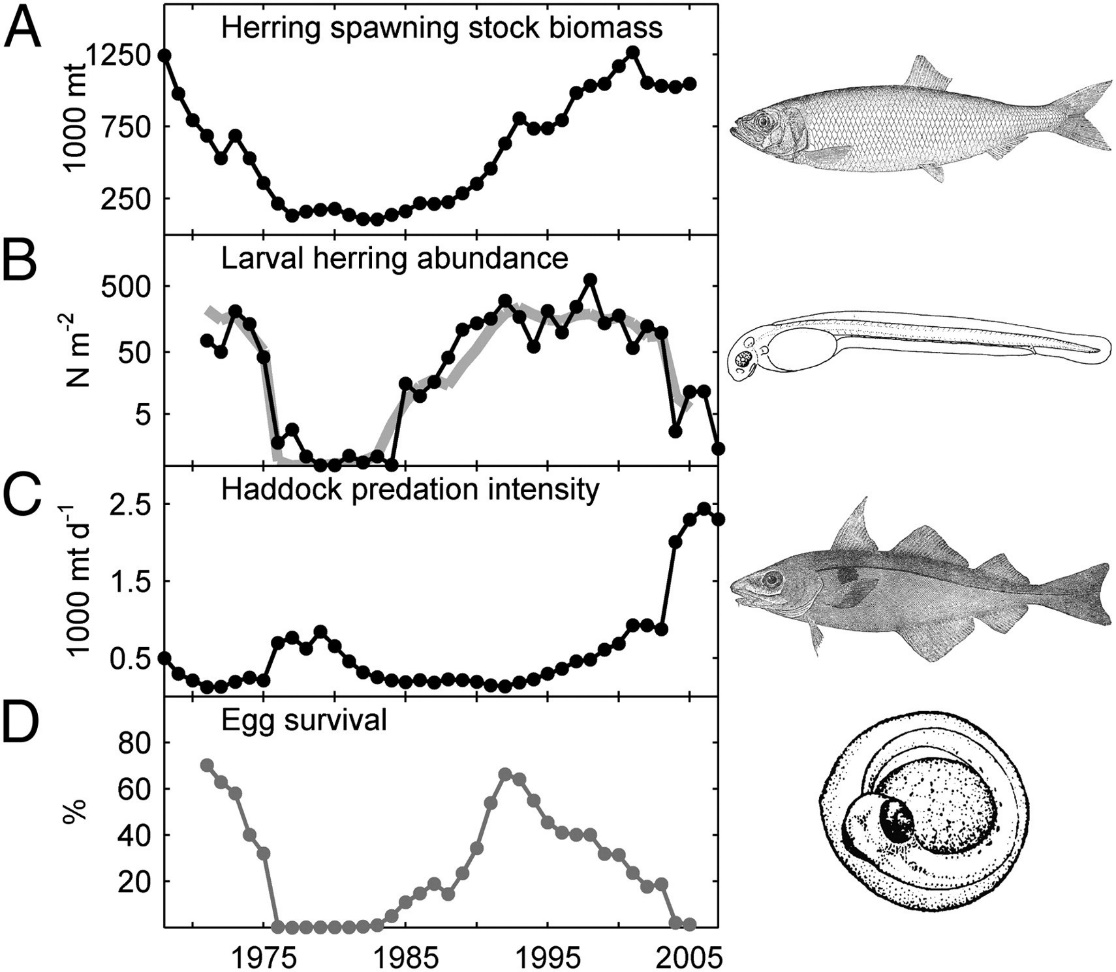 A
Herring spawning stock biomass
1250
750
250
1000 mt
B
Larval herring abundance
500
50
5
N m⁻²
C
Haddock predation intensity
2.5
1.5
0.5
1000 mt d⁻¹
D
Egg survival
80
60
40
20
%
1975 1985 1995 2005